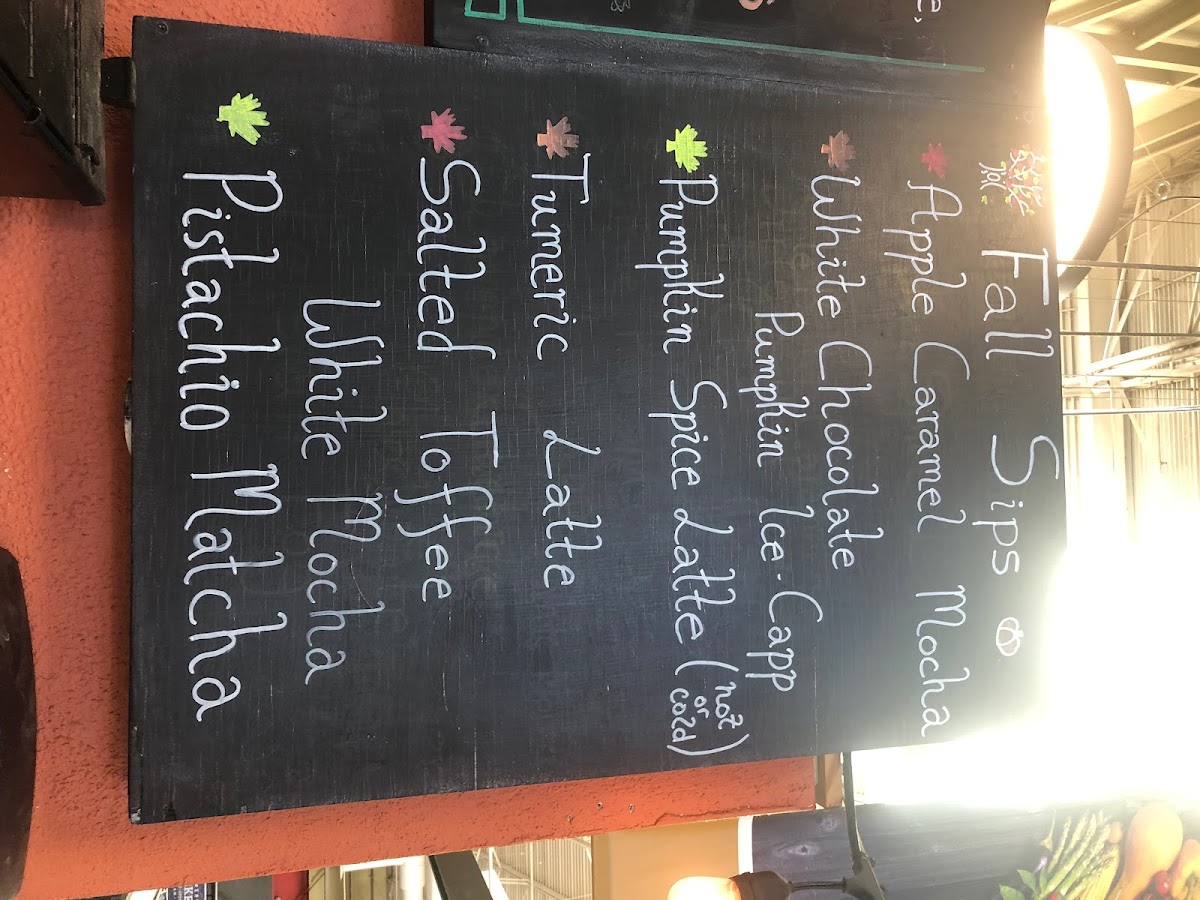 Fall Sips
Apple Caramel Mocha
White Chocolate
Pumpkin Ice-Capp
Pumpkin Spice Latte (hot or cold)
Tumeric Latte
Salted Toffee
White Mocha
Pistachio Matcha